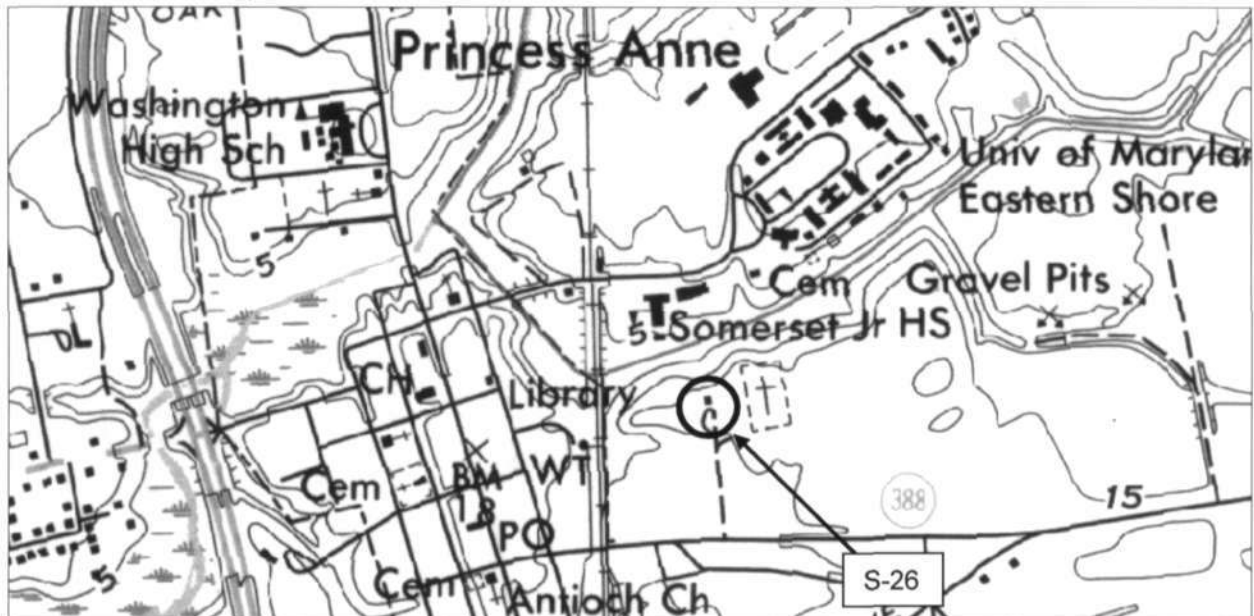 OAK
Princess Anne
Washington
High Sch
Univ of Marylan
Eastern Shore
5
Cem
Gravel Pits
5
Somerset Jr HS
CH
Library
Cem
BM
18
WT
388
15
PO
5
S-26
Cem
Antioch Ch